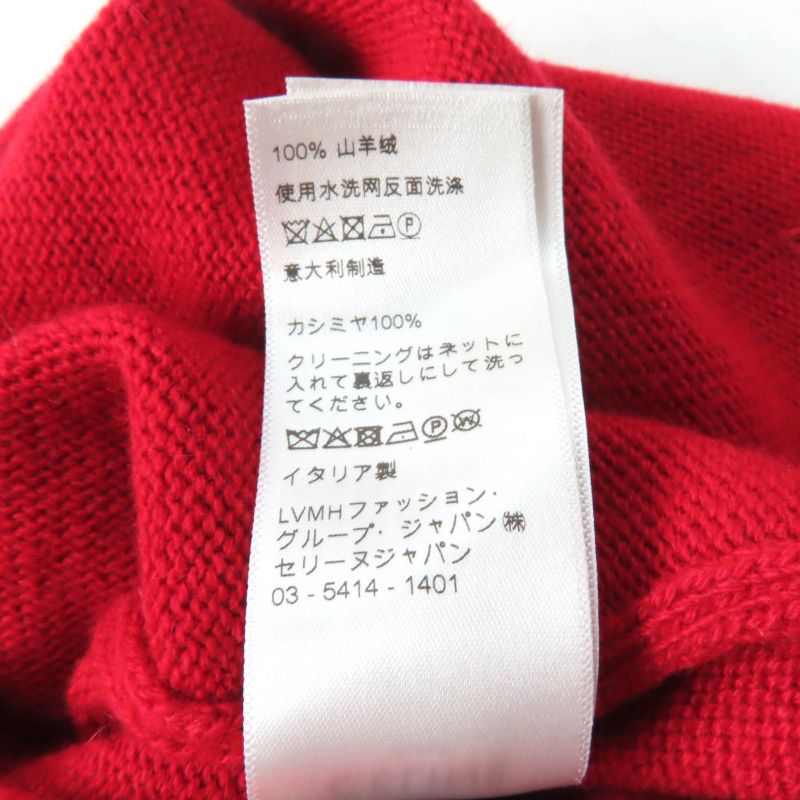 100% 山羊绒
使用水洗网反面洗涤
意大利制造
カシミヤ100%
クリーニングはネットに
入れて裏返しにして洗っ
てください。
イタリア製
LVMHファッション・
グループ・ジャパン㈱
セリーヌジャパン
03 - 5414 - 1401